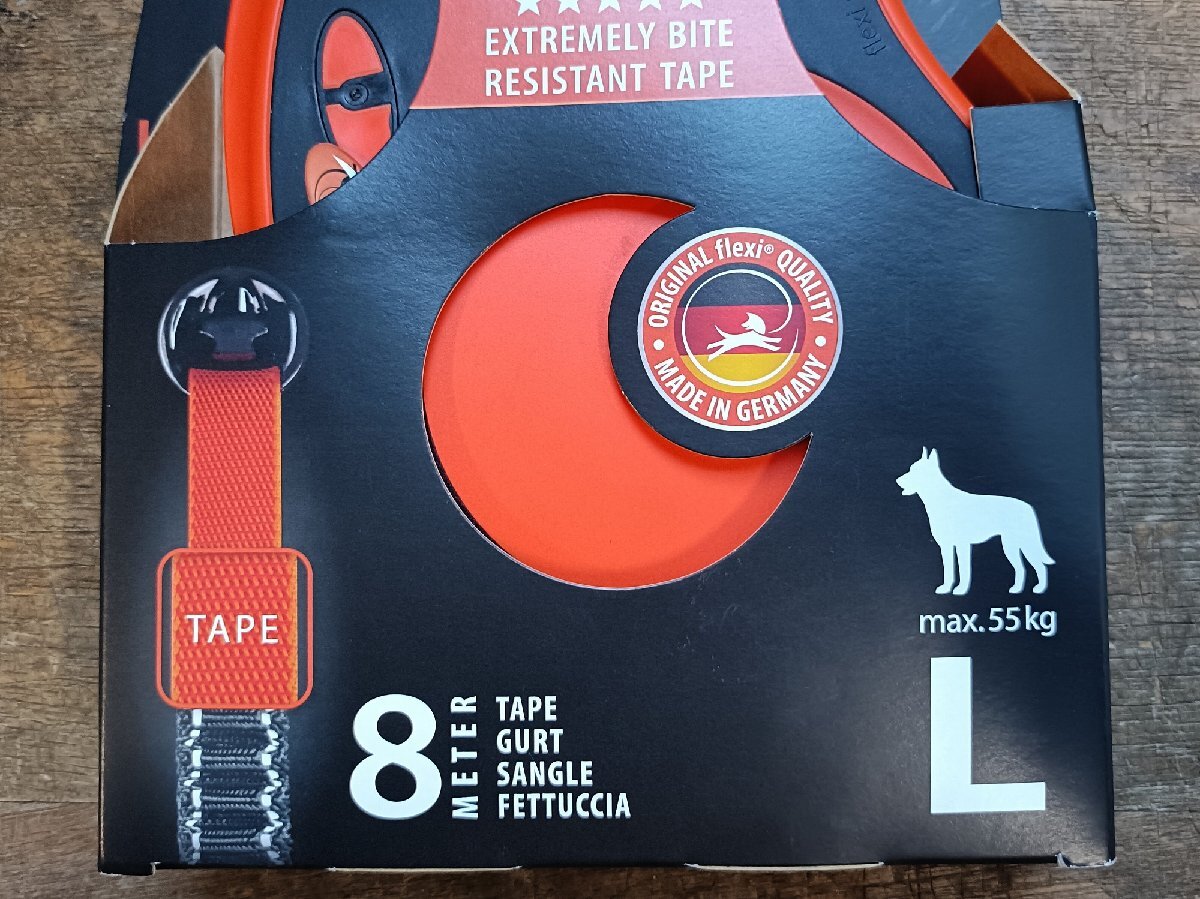 EXTREMELY BITE
RESISTANT TAPE
flexi
ORIGINAL flexi® QUALITY
• MADE IN GERMANY •
max. 55 kg
TAPE
8
METER
TAPE
GURT
SANGLE
FETTUCCIA
L